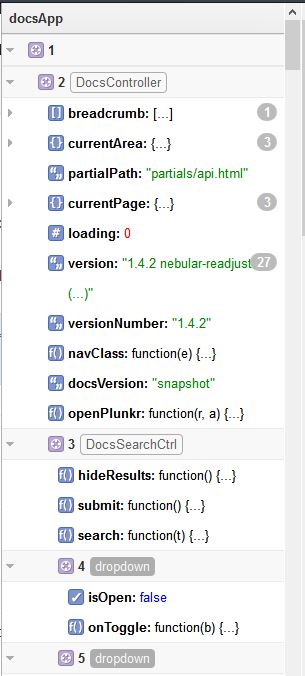 docsApp
1
2 DocsController
[] breadcrumb: [...] 1
{} currentArea: {...} 3
“” partialPath: "partials/api.html"
{} currentPage: {...} 3
# loading: 0
“” version: "1.4.2 nebular-readjust 27
(...)"
“” versionNumber: "1.4.2"
f() navClass: function(e) {...}
“” docsVersion: "snapshot"
f() openPlunkr: function(r, a) {...}
3 DocsSearchCtrl
f() hideResults: function() {...}
f() submit: function() {...}
f() search: function(t) {...}
4 dropdown
✓ isOpen: false
f() onToggle: function(b) {...}
5 dropdown